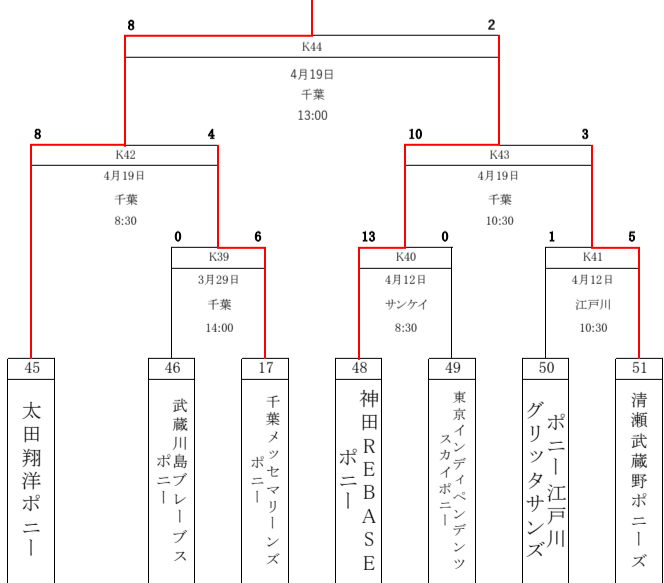 8 2
K44
4月19日
千葉
13:00
8 4 10 3
K42 K43
4月19日 4月19日
千葉 千葉
8:30 10:30
0 6 13 0 1 5
K39 K40 K41
3月29日 4月12日 4月12日
千葉 サンケイ 江戸川
14:00 8:30 10:30
45 46 17 48 49 50 51
太田翔洋ポニー
武蔵川島ブレーブス
ポニー
千葉メッセマリーンズ
ポニー
神田REBASE
ポニー
東京インディペンデンツ
スカイポニー
ポニー江戸川
グリッタサンズ
清瀬武蔵野ポニーズ